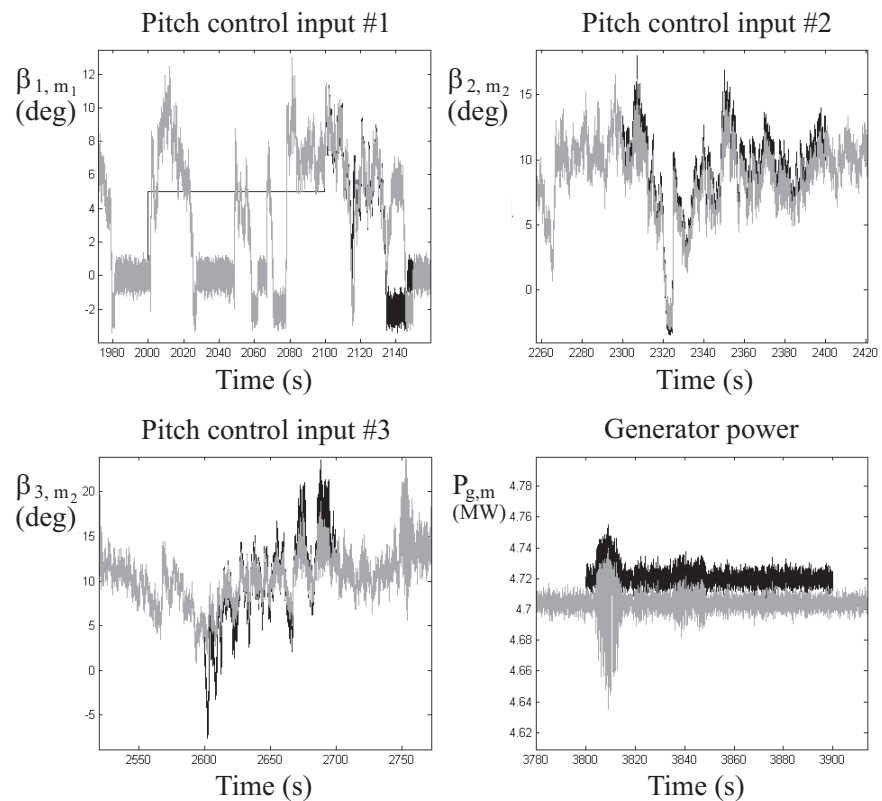 Pitch control input #1
β1, m1
(deg)
12
10
8
6
4
2
0
-2
1980 2000 2020 2040 2060 2080 2100 2120 2140
Time (s)
Pitch control input #2
β2, m2
(deg)
15
10
5
0
2260 2280 2300 2320 2340 2360 2380 2400 2420
Time (s)
Pitch control input #3
β3, m2
(deg)
20
15
10
5
0
-5
2550 2600 2650 2700 2750
Time (s)
Generator power
Pg,m
(MW)
4.78
4.76
4.74
4.72
4.7
4.68
4.66
4.64
4.62
3780 3800 3820 3840 3860 3880 3900
Time (s)